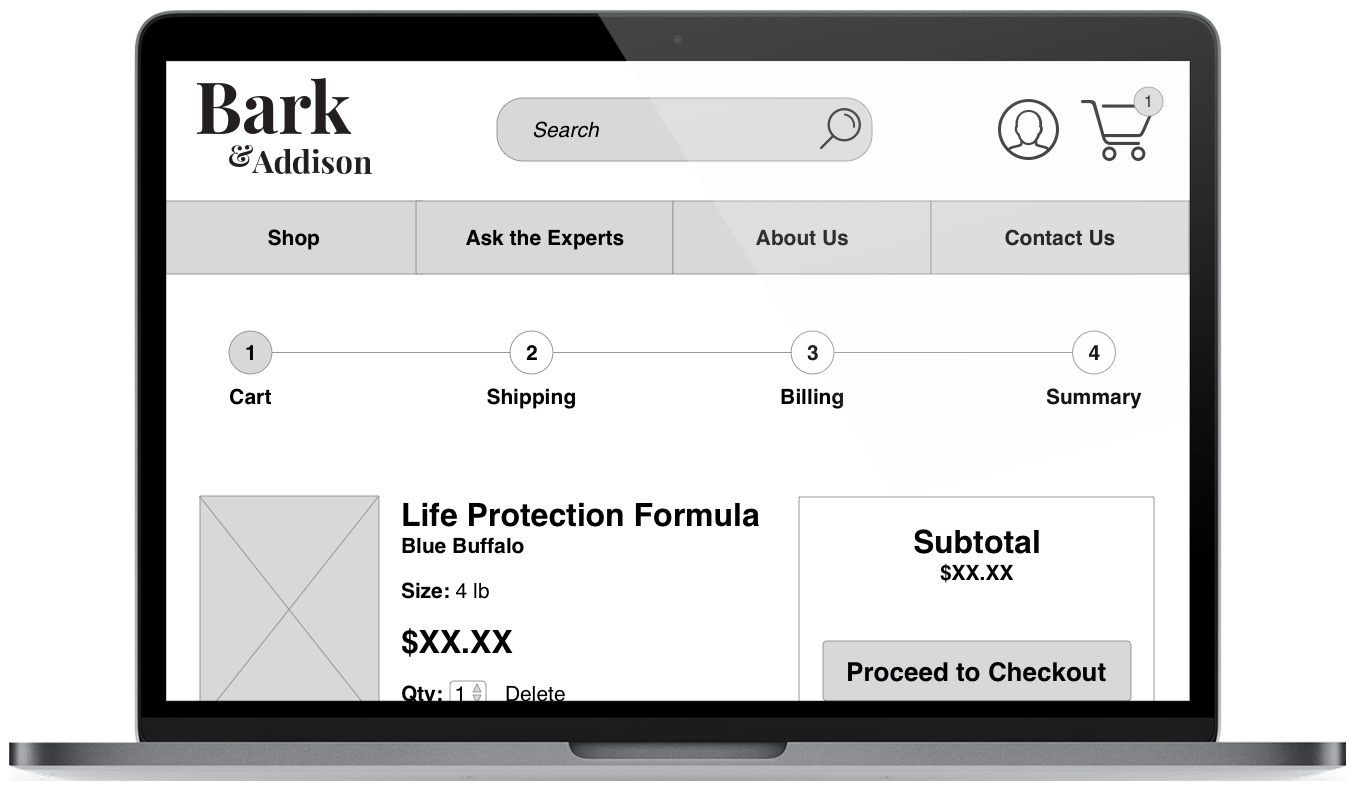 Bark
&Addison
Search
1
Shop
Ask the Experts
About Us
Contact Us
1
2
3
4
Cart
Shipping
Billing
Summary
Life Protection Formula
Blue Buffalo
Size: 4 lb
$XX.XX
Qty: 1 Delete
Subtotal
$XX.XX
Proceed to Checkout